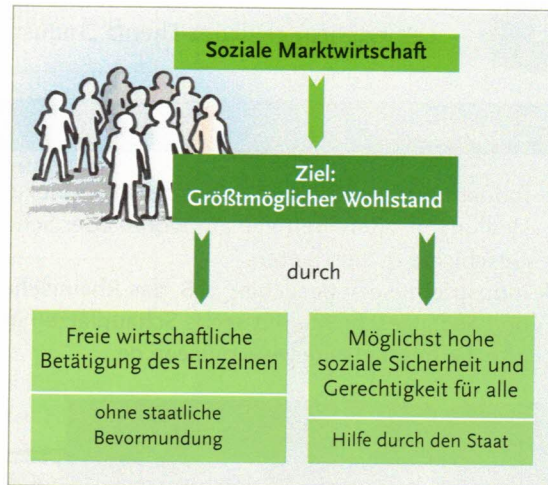 Soziale Marktwirtschaft
Ziel:
Größtmöglicher Wohlstand
durch
Freie wirtschaftliche
Betätigung des Einzelnen
ohne staatliche
Bevormundung
Möglichst hohe
soziale Sicherheit und
Gerechtigkeit für alle
Hilfe durch den Staat